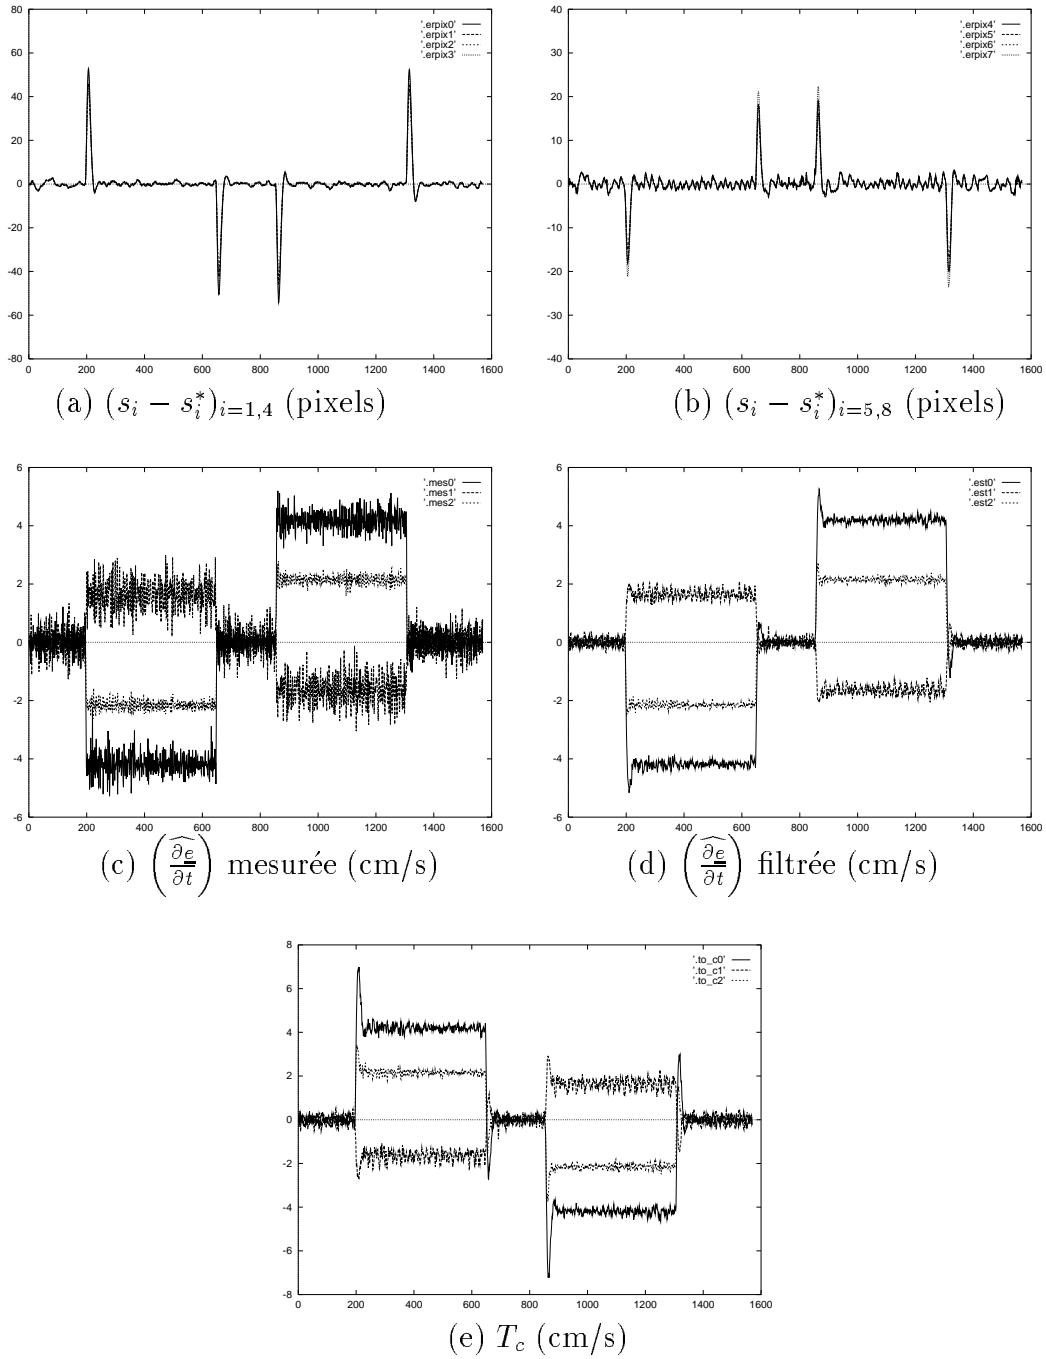 80
60
40
20
0
-20
-40
-60
-80
0 200 400 600 800 1000 1200 1400 1600
'.erpix0'
'.erpix1'
'.erpix2'
'.erpix3'
(a) (s_i − s_i^*)_{i=1,4} (pixels)
40
30
20
10
0
-10
-20
-30
-40
0 200 400 600 800 1000 1200 1400 1600
'.erpix4'
'.erpix5'
'.erpix6'
'.erpix7'
(b) (s_i − s_i^*)_{i=5,8} (pixels)
6
4
2
0
-2
-4
-6
0 200 400 600 800 1000 1200 1400 1600
'.mes0'
'.mes1'
'.mes2'
(c) (\widehat{∂e/∂t}) mesurée (cm/s)
6
4
2
0
-2
-4
-6
0 200 400 600 800 1000 1200 1400 1600
'.est0'
'.est1'
'.est2'
(d) (\widehat{∂e/∂t}) filtrée (cm/s)
8
6
4
2
0
-2
-4
-6
-8
0 200 400 600 800 1000 1200 1400 1600
'.to_c0'
'.to_c1'
'.to_c2'
(e) T_c (cm/s)